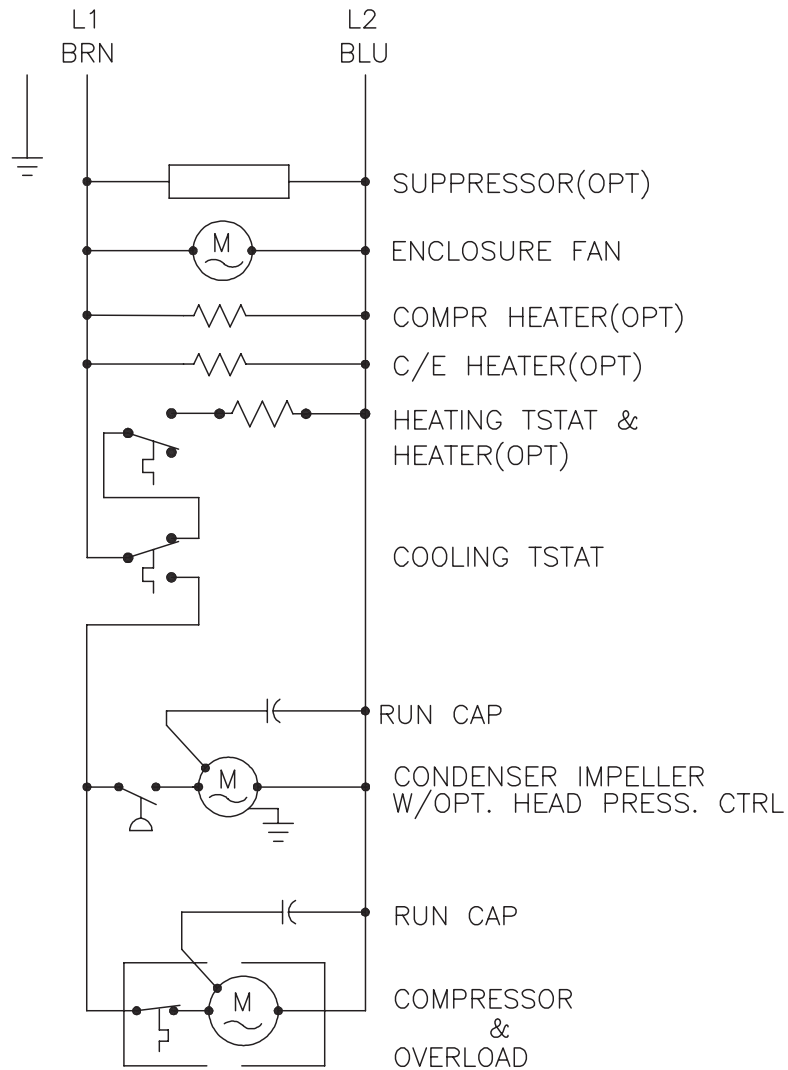 L1
L2
BRN
BLU
SUPPRESSOR(OPT)
M
ENCLOSURE FAN
COMPR HEATER(OPT)
C/E HEATER(OPT)
HEATING TSTAT &
HEATER(OPT)
COOLING TSTAT
RUN CAP
M
CONDENSER IMPELLER
W/OPT. HEAD PRESS. CTRL
RUN CAP
M
COMPRESSOR
&
OVERLOAD